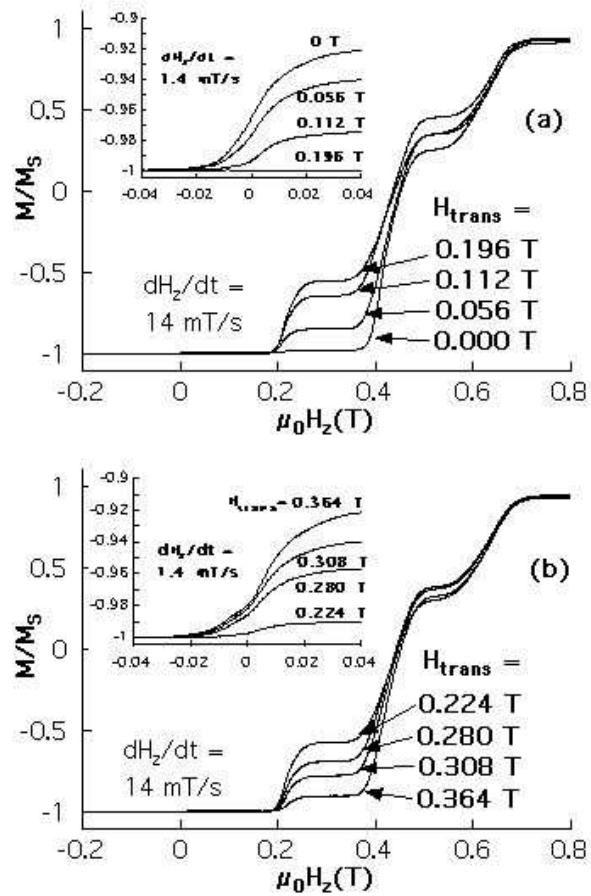 -0.9
-0.92
-0.94
-0.96
-0.98
-1
-0.04 -0.02 0 0.02 0.04
dHz/dt =
1.4 mT/s
0 T
0.056 T
0.112 T
0.196 T
1
0.5
0
-0.5
-1
M/MS
(a)
Htrans =
0.196 T
0.112 T
0.056 T
0.000 T
dHz/dt =
14 mT/s
-0.2 0 0.2 0.4 0.6 0.8
μ0Hz(T)
-0.9
-0.92
-0.94
-0.96
-0.98
-1
-0.04 -0.02 0 0.02 0.04
Htrans = 0.364 T
dHz/dt =
1.4 mT/s
0.308 T
0.280 T
0.224 T
1
0.5
0
-0.5
-1
M/MS
(b)
Htrans =
0.224 T
0.280 T
0.308 T
0.364 T
dHz/dt =
14 mT/s
-0.2 0 0.2 0.4 0.6 0.8
μ0Hz(T)